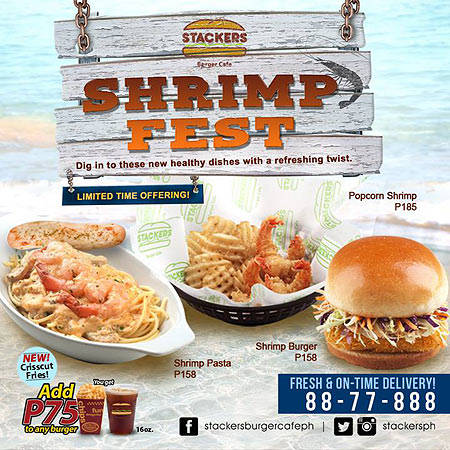 STACKERS
Burger Cafe
SHRIMP
FEST
Dig in to these new healthy dishes with a refreshing twist.
LIMITED TIME OFFERING!
Popcorn Shrimp
P185
STACKERS
STACKERS
Shrimp Pasta
P158
Shrimp Burger
P158
NEW!
Crisscut
Fries!
Add
P75
to any burger
You get
16oz.
FRESH & ON-TIME DELIVERY!
88-77-888
stackersburgercafeph | stackersph